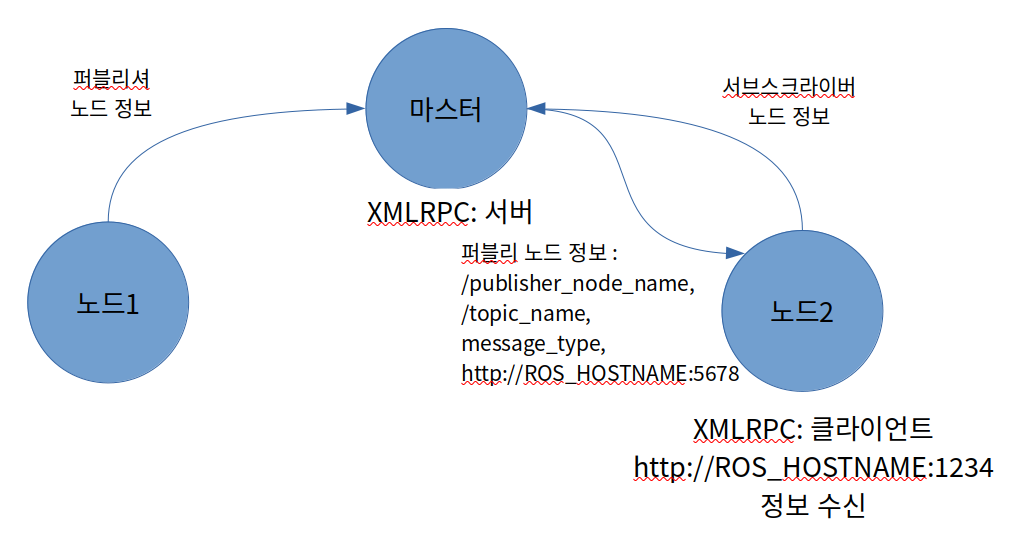 퍼블리셔
노드 정보
마스터
서브스크라이버
노드 정보
XMLRPC: 서버
퍼블리 노드 정보 :
/publisher_node_name,
/topic_name,
message_type,
http://ROS_HOSTNAME:5678
노드1
노드2
XMLRPC: 클라이언트
http://ROS_HOSTNAME:1234
정보 수신